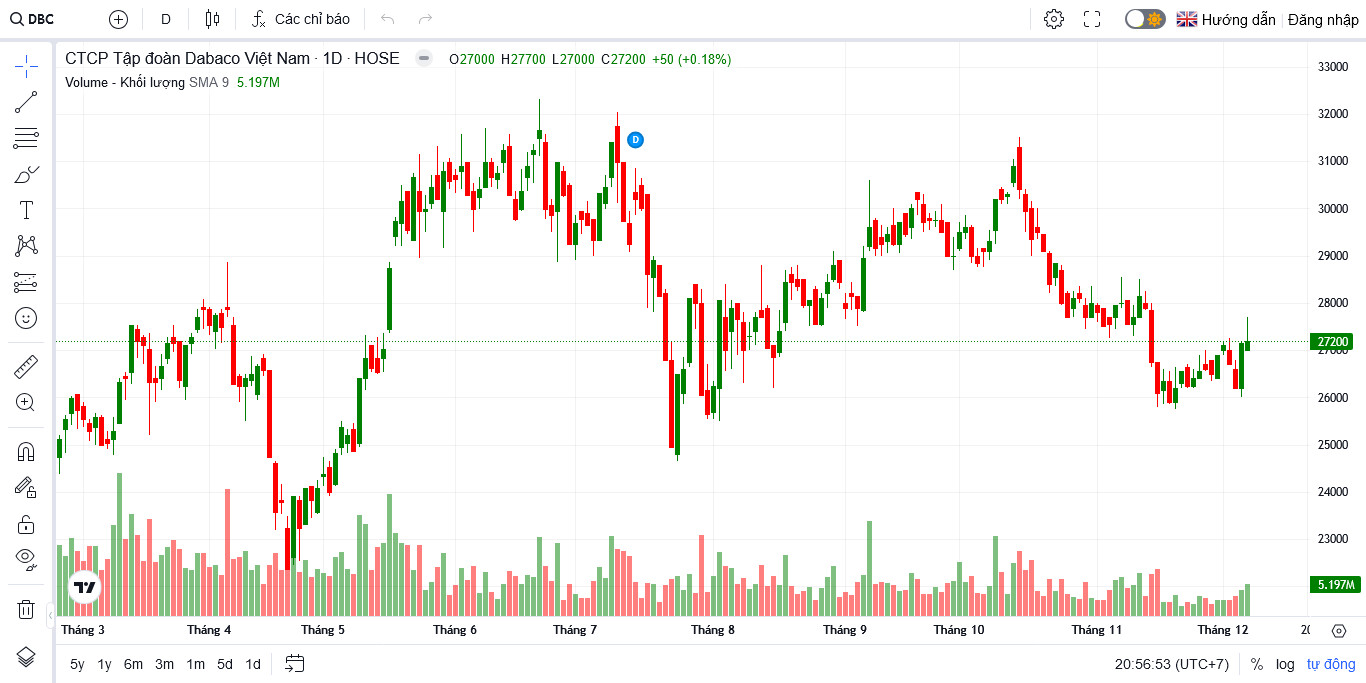 DBC D Các chỉ báo Hướng dẫn Đăng nhập
CTCP Tập đoàn Dabaco Việt Nam · 1D · HOSE O27000 H27700 L27000 C27200 +50 (+0.18%)
Volume - Khối lượng SMA 9 5.197M
D
33000
32000
31000
30000
29000
28000
27200
27000
26000
25000
24000
23000
5.197M
Tháng 3 Tháng 4 Tháng 5 Tháng 6 Tháng 7 Tháng 8 Tháng 9 Tháng 10 Tháng 11 Tháng 12
5y 1y 6m 3m 1m 5d 1d 20:56:53 (UTC+7) % log tự động